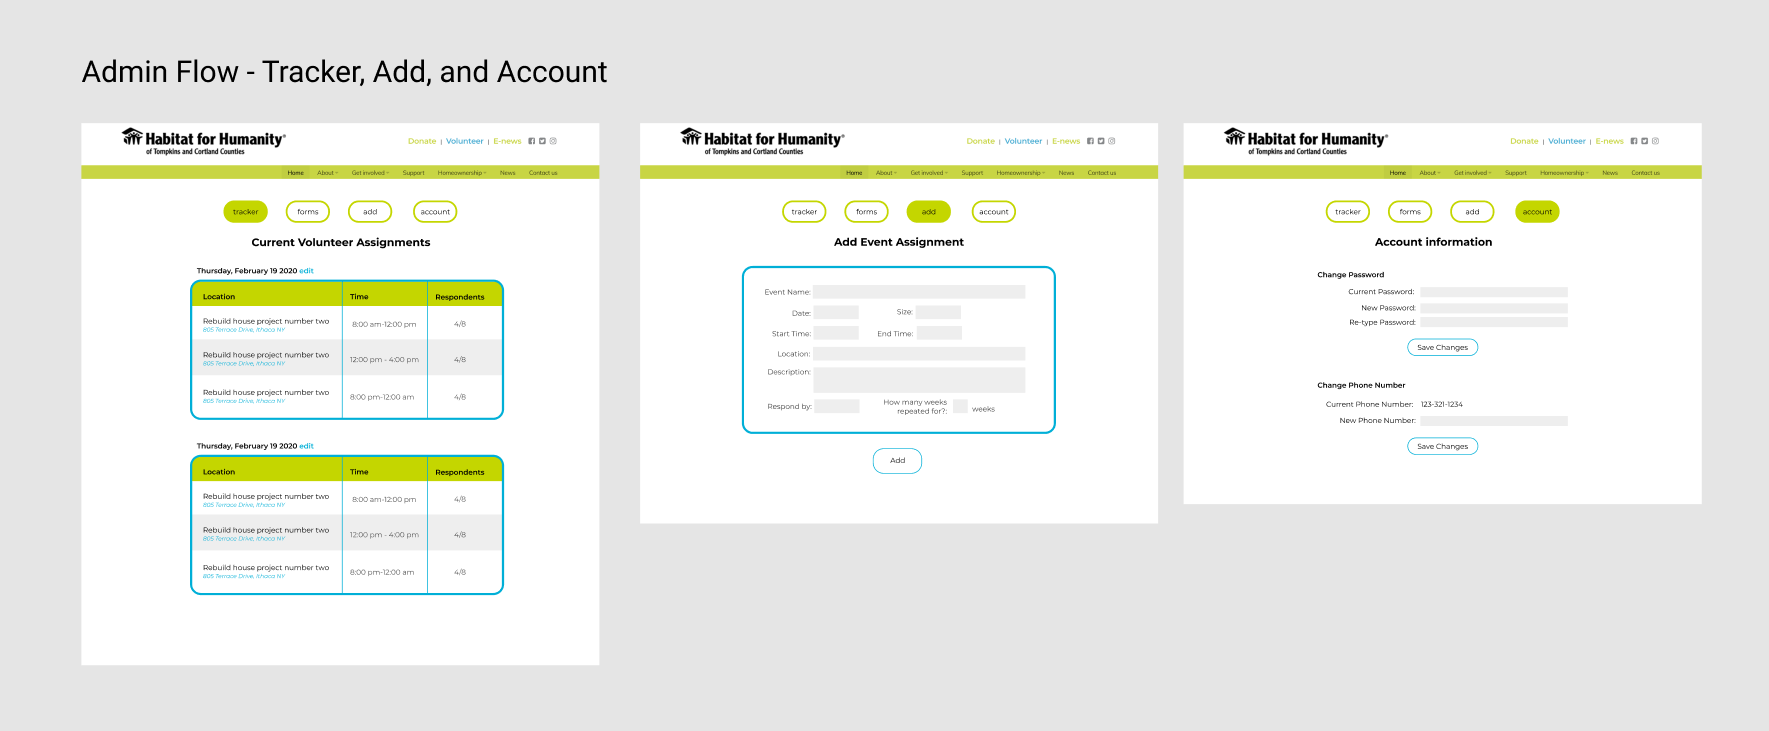 Admin Flow - Tracker, Add, and Account
Habitat for Humanity®
of Tompkins and Cortland Counties
Donate | Volunteer | E-news
Home About Get involved Support Homeownership News Contact us
tracker forms add account
Current Volunteer Assignments
Thursday, February 19 2020 edit
Location Time Respondents
Rebuild house project number two 8:00 am-12:00 pm 4/8
805 Terrace Drive, Ithaca NY
Rebuild house project number two 12:00 pm - 4:00 pm 4/8
805 Terrace Drive, Ithaca NY
Rebuild house project number two 8:00 pm-12:00 am 4/8
805 Terrace Drive, Ithaca NY
Thursday, February 19 2020 edit
Location Time Respondents
Rebuild house project number two 8:00 am-12:00 pm 4/8
805 Terrace Drive, Ithaca NY
Rebuild house project number two 12:00 pm - 4:00 pm 4/8
805 Terrace Drive, Ithaca NY
Rebuild house project number two 8:00 pm-12:00 am 4/8
805 Terrace Drive, Ithaca NY
Habitat for Humanity®
of Tompkins and Cortland Counties
Donate | Volunteer | E-news
Home About Get involved Support Homeownership News Contact us
tracker forms add account
Add Event Assignment
Event Name:
Date: Size:
Start Time: End Time:
Location:
Description:
Respond by: How many weeks
repeated for?: weeks
Add
Habitat for Humanity®
of Tompkins and Cortland Counties
Donate | Volunteer | E-news
Home About Get involved Support Homeownership News Contact us
tracker forms add account
Account information
Change Password
Current Password:
New Password:
Re-type Password:
Save Changes
Change Phone Number
Current Phone Number: 123-321-1234
New Phone Number:
Save Changes